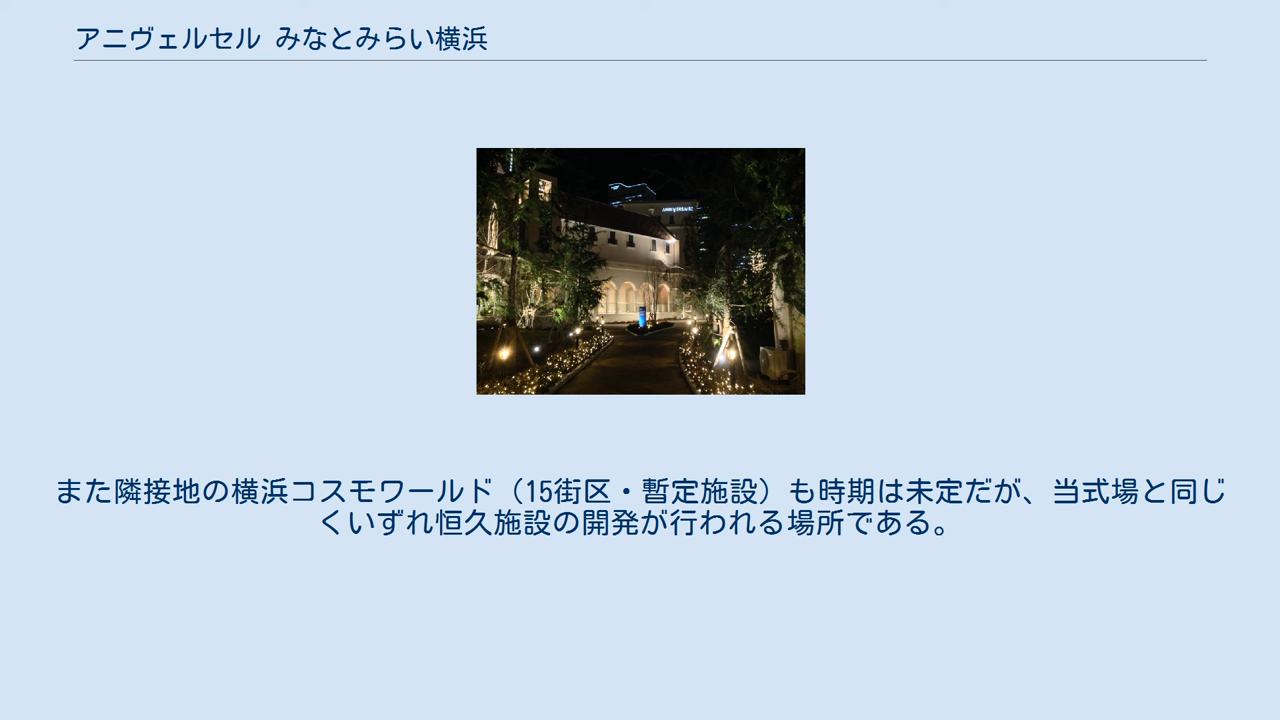 アニヴェルセル みなとみらい横浜
また隣接地の横浜コスモワールド（15街区・暫定施設）も時期は未定だが、当式場と同じ
くいずれ恒久施設の開発が行われる場所である。